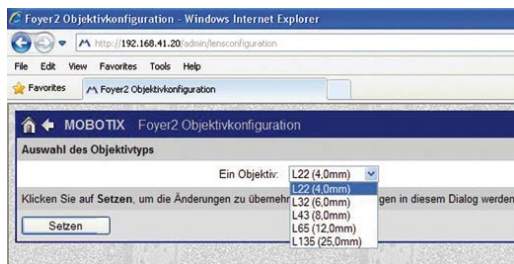 Foyer2 Objektivkonfiguration - Windows Internet Explorer
http://192.168.41.20/admin/lensconfiguration
File Edit View Favorites Tools Help
Favorites Foyer2 Objektivkonfiguration
MOBOTIX Foyer2 Objektivkonfiguration
Auswahl des Objektivtyps
Ein Objektiv: L22 (4,0mm)
L22 (4,0mm)
L32 (6,0mm)
L43 (8,0mm)
L65 (12,0mm)
L135 (25,0mm)
Klicken Sie auf Setzen, um die Änderungen zu übernehm gen in diesem Dialog werden
Setzen